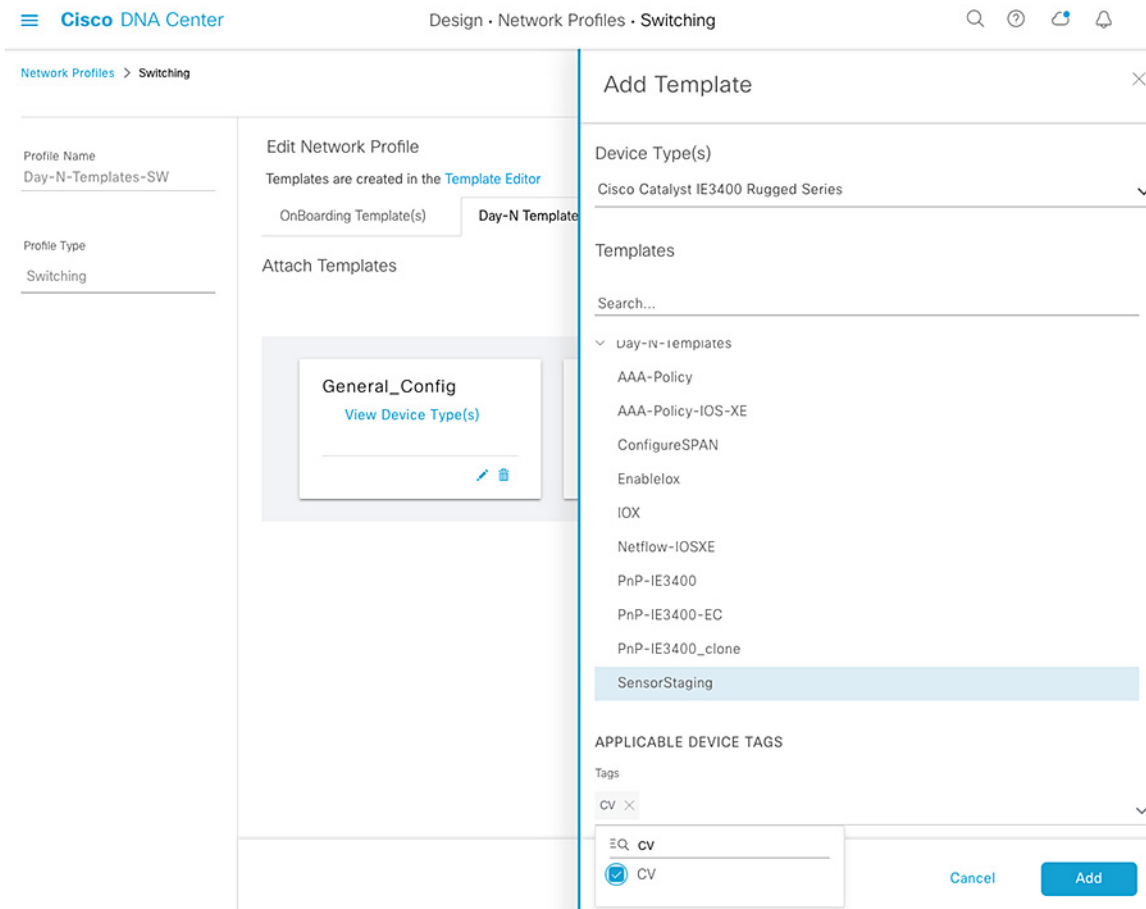 Cisco DNA Center
Design · Network Profiles · Switching
Network Profiles > Switching
Profile Name
Day-N-Templates-SW
Profile Type
Switching
Edit Network Profile
Templates are created in the Template Editor
OnBoarding Template(s)
Day-N Template
Attach Templates
General_Config
View Device Type(s)
Add Template
Device Type(s)
Cisco Catalyst IE3400 Rugged Series
Templates
Search...
Day-N-Templates
AAA-Policy
AAA-Policy-IOS-XE
ConfigureSPAN
EnableIox
IOX
Netflow-IOSXE
PnP-IE3400
PnP-IE3400-EC
PnP-IE3400_clone
SensorStaging
APPLICABLE DEVICE TAGS
Tags
CV
CV
CV
Cancel
Add